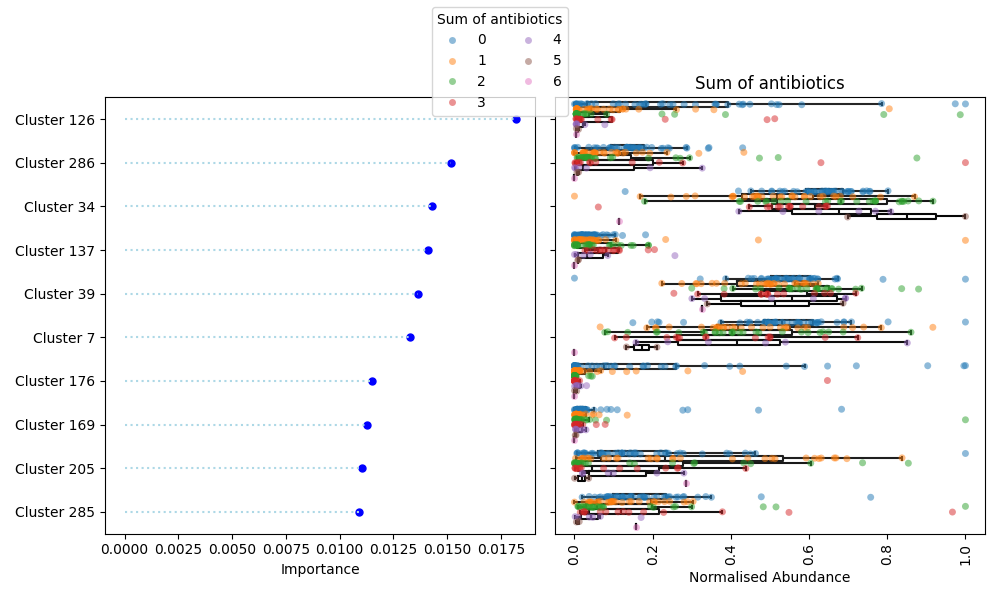 Sum of antibiotics
0 4
1 5
2 6
3
Sum of antibiotics
Cluster 126
Cluster 286
Cluster 34
Cluster 137
Cluster 39
Cluster 7
Cluster 176
Cluster 169
Cluster 205
Cluster 285
0.0000 0.0025 0.0050 0.0075 0.0100 0.0125 0.0150 0.0175
Importance
0.0 0.2 0.4 0.6 0.8 1.0
Normalised Abundance